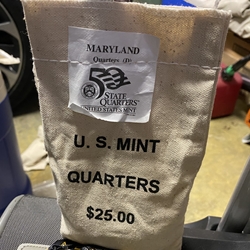 MARYLAND
Quarters (D)
50
STATE
QUARTERS
UNITED STATES MINT
U. S. MINT
QUARTERS
$25.00